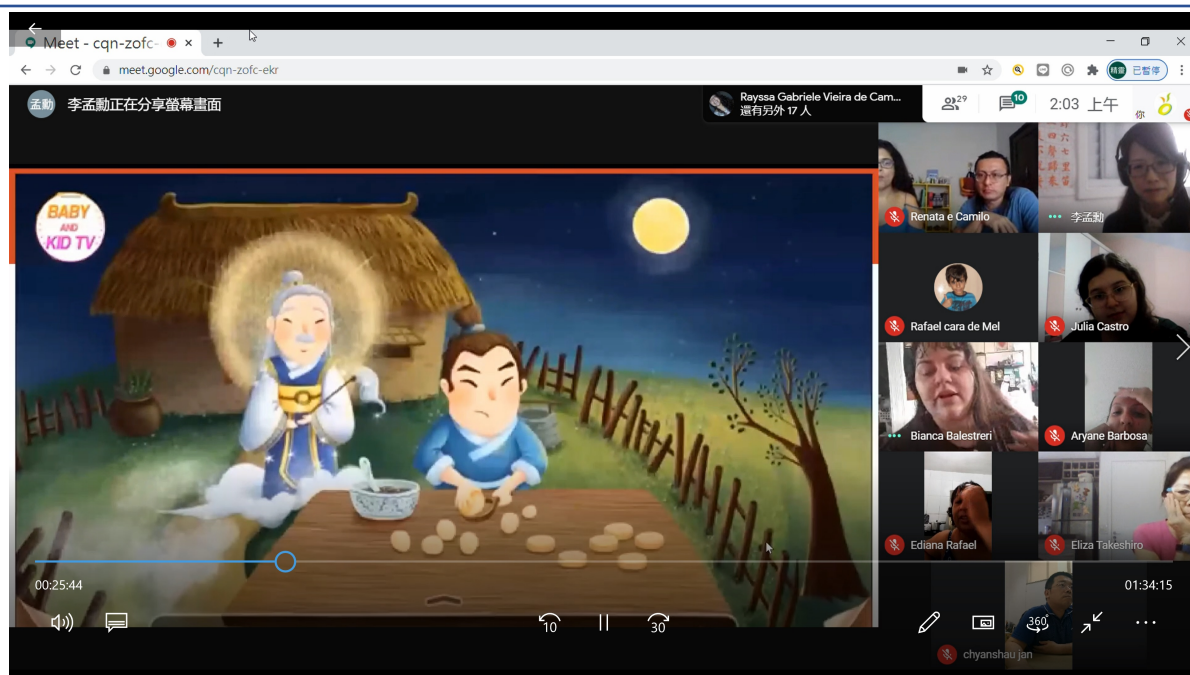 Meet - cqn-zofc-
meet.google.com/cqn-zofc-ekr
已暫停
孟勳
李孟勳正在分享螢幕畫面
Rayssa Gabriele Vieira de Cam...
還有另外 17 人
29
10
2:03 上午
你
BABY
AND
KID TV
Renata e Camilo
李孟勳
Rafael cara de Mel
Julia Castro
Bianca Balestreri
Aryane Barbosa
Ediana Rafael
Eliza Takeshiro
chyanshau jan
00:25:44
01:34:15
10
30
360°